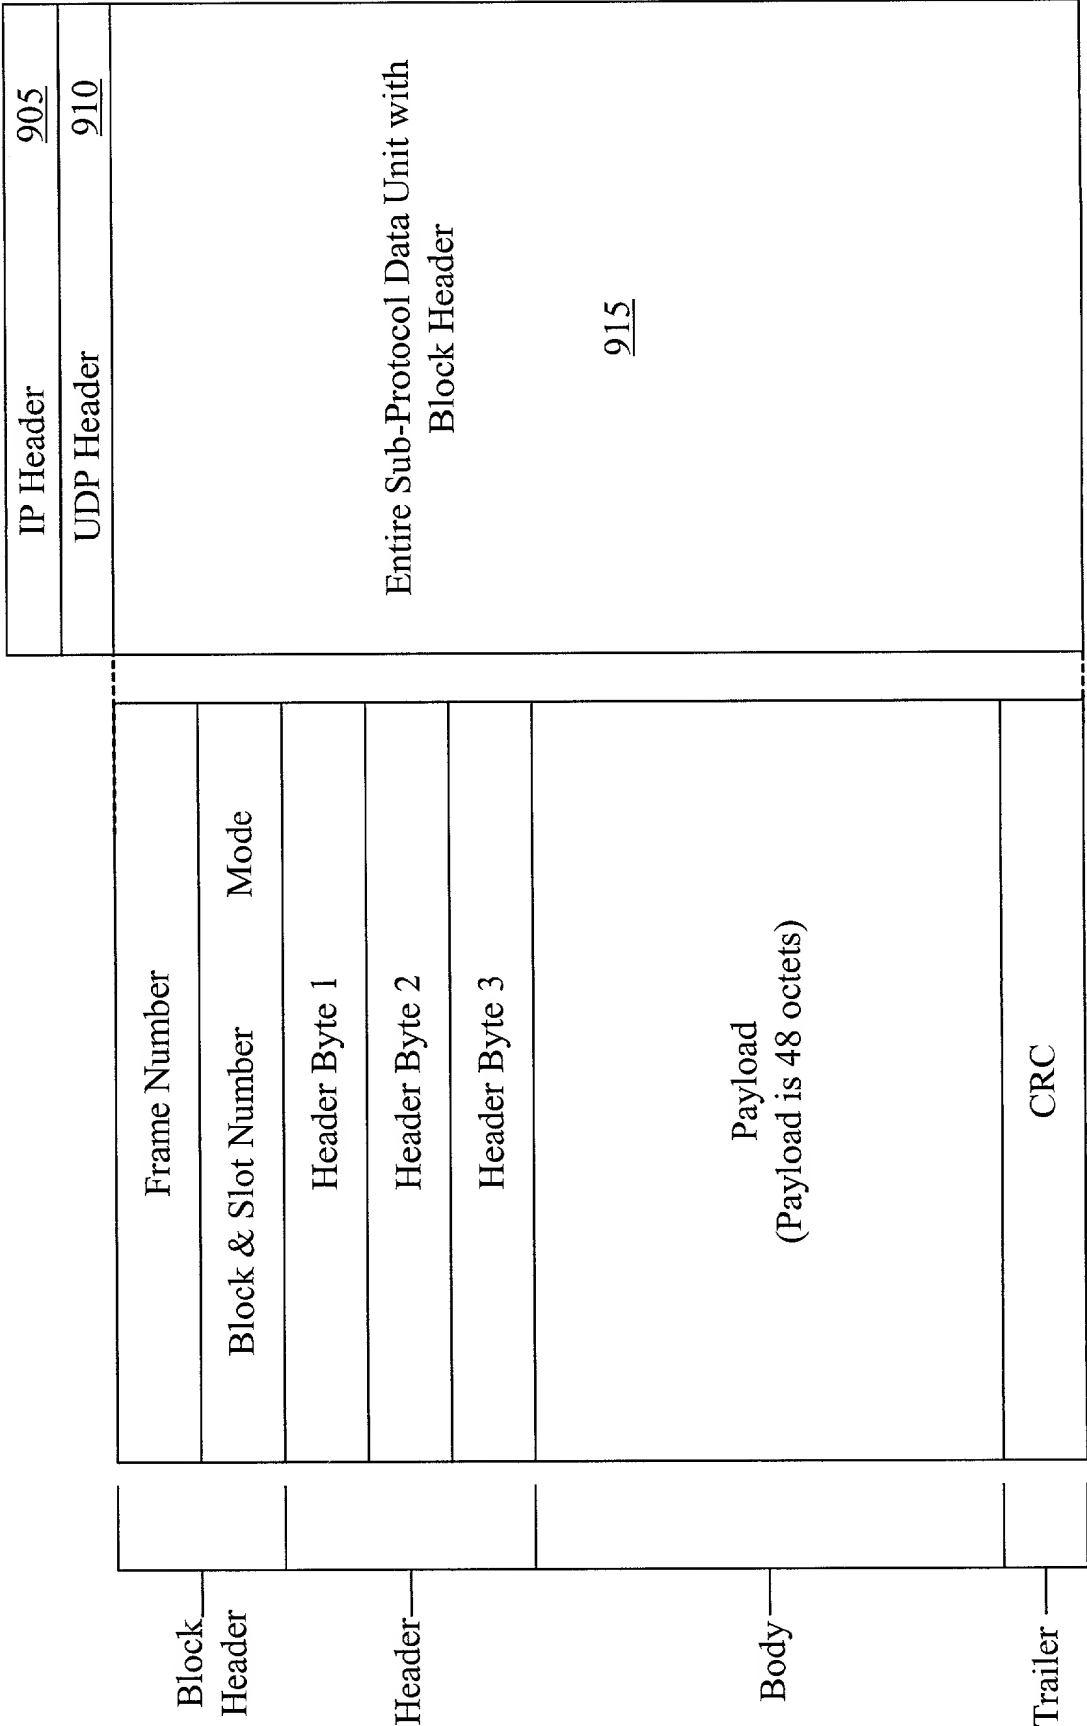 Block
Header
Header
Body
Trailer
Frame Number
Block & Slot Number Mode
Header Byte 1
Header Byte 2
Header Byte 3
Payload
(Payload is 48 octets)
CRC
IP Header 905
UDP Header 910
Entire Sub-Protocol Data Unit with
Block Header
915